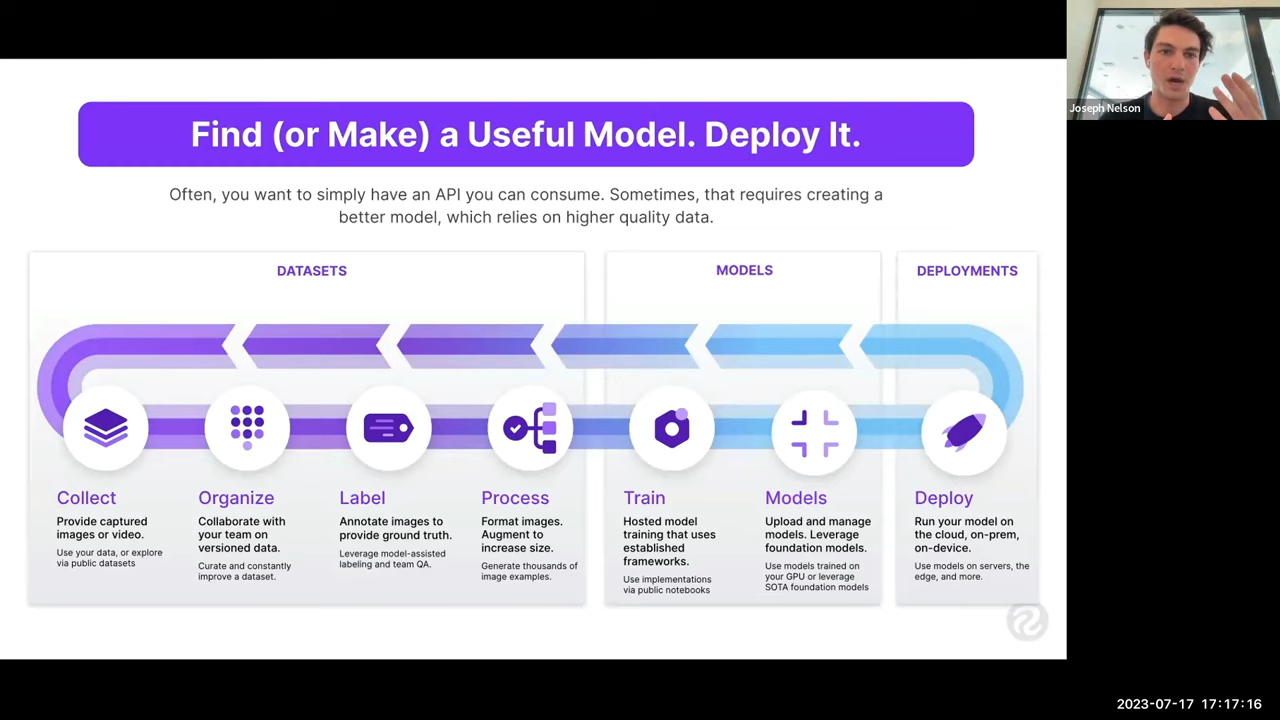 Joseph Nelson
Find (or Make) a Useful Model. Deploy It.
Often, you want to simply have an API you can consume. Sometimes, that requires creating a
better model, which relies on higher quality data.
DATASETS
MODELS
DEPLOYMENTS
Collect
Provide captured
images or video.
Use your data, or explore
via public datasets
Organize
Collaborate with
your team on
versioned data.
Curate and constantly
improve a dataset.
Label
Annotate images to
provide ground truth.
Leverage model-assisted
labeling and team QA.
Process
Format images.
Augment to
increase size.
Generate thousands of
image examples.
Train
Hosted model
training that uses
established
frameworks.
Use implementations
via public notebooks
Models
Upload and manage
models. Leverage
foundation models.
Use models trained on
your GPU or leverage
SOTA foundation models
Deploy
Run your model on
the cloud, on-prem,
on-device.
Use models on servers, the
edge, and more.
2023-07-17 17:17:16